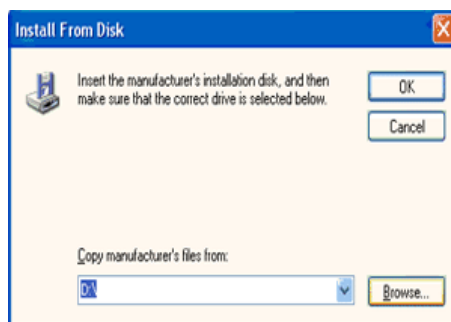 Install From Disk
Insert the manufacturer's installation disk, and then
make sure that the correct drive is selected below.
OK
Cancel
Copy manufacturer's files from:
D:\
Browse...